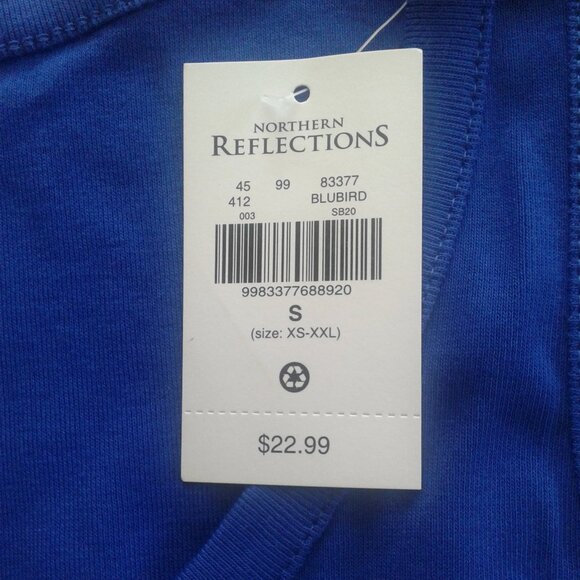 NORTHERN
REFLECTIONS
45 99 83377
412 BLUBIRD
003 SB20
9983377688920
S
(size: XS-XXL)
$22.99